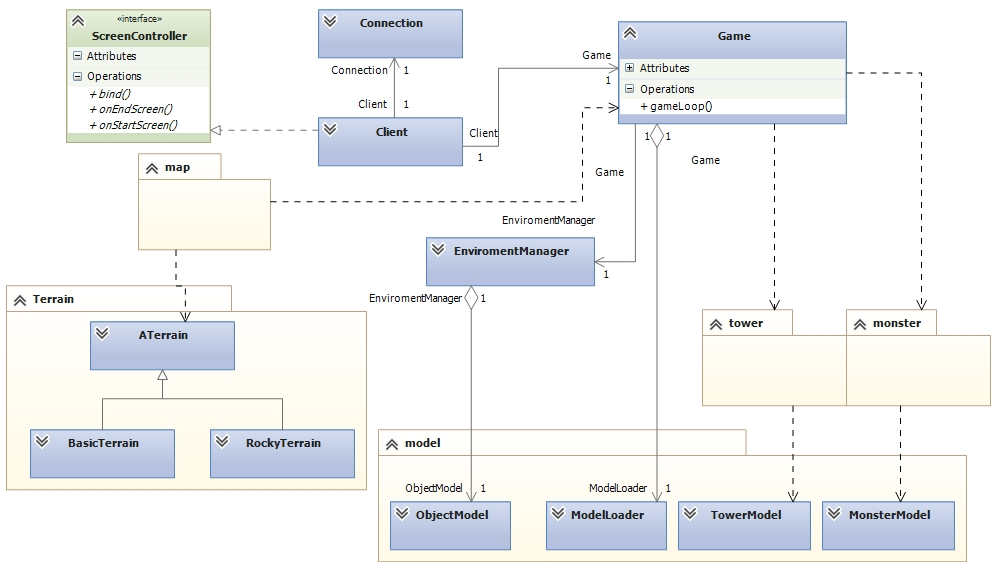 «interface»
ScreenController
Attributes
Operations
+ bind()
+ onEndScreen()
+ onStartScreen()
Connection
Connection
1
Client
1
Client
Client
1
Game
1
Game
Attributes
Operations
+ gameLoop()
1
1
Game
Game
map
EnviromentManager
EnviromentManager
1
EnviromentManager
1
Terrain
ATerrain
BasicTerrain
RockyTerrain
tower
monster
model
ObjectModel
1
ModelLoader
1
ObjectModel
ModelLoader
TowerModel
MonsterModel